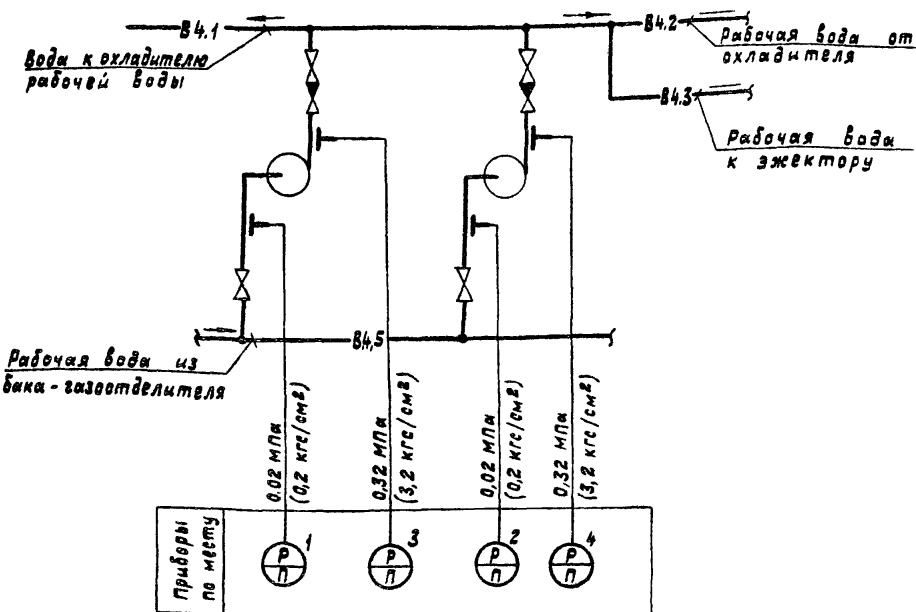 В4.1
В4.2
Вода к охладителю
рабочей воды
Рабочая вода от
охладителя
В4.3
Рабочая вода
к эжектору
В4,5
Рабочая вода из
бака-газоотделителя
0.02 МПа
(0,2 кгс/см²)
0,32 МПа
(3,2 кгс/см²)
0,02 МПа
(0,2 кгс/см²)
0,32 МПа
(3,2 кгс/см²)
Приборы
по месту
Р
П
1
Р
П
3
Р
П
2
Р
П
4